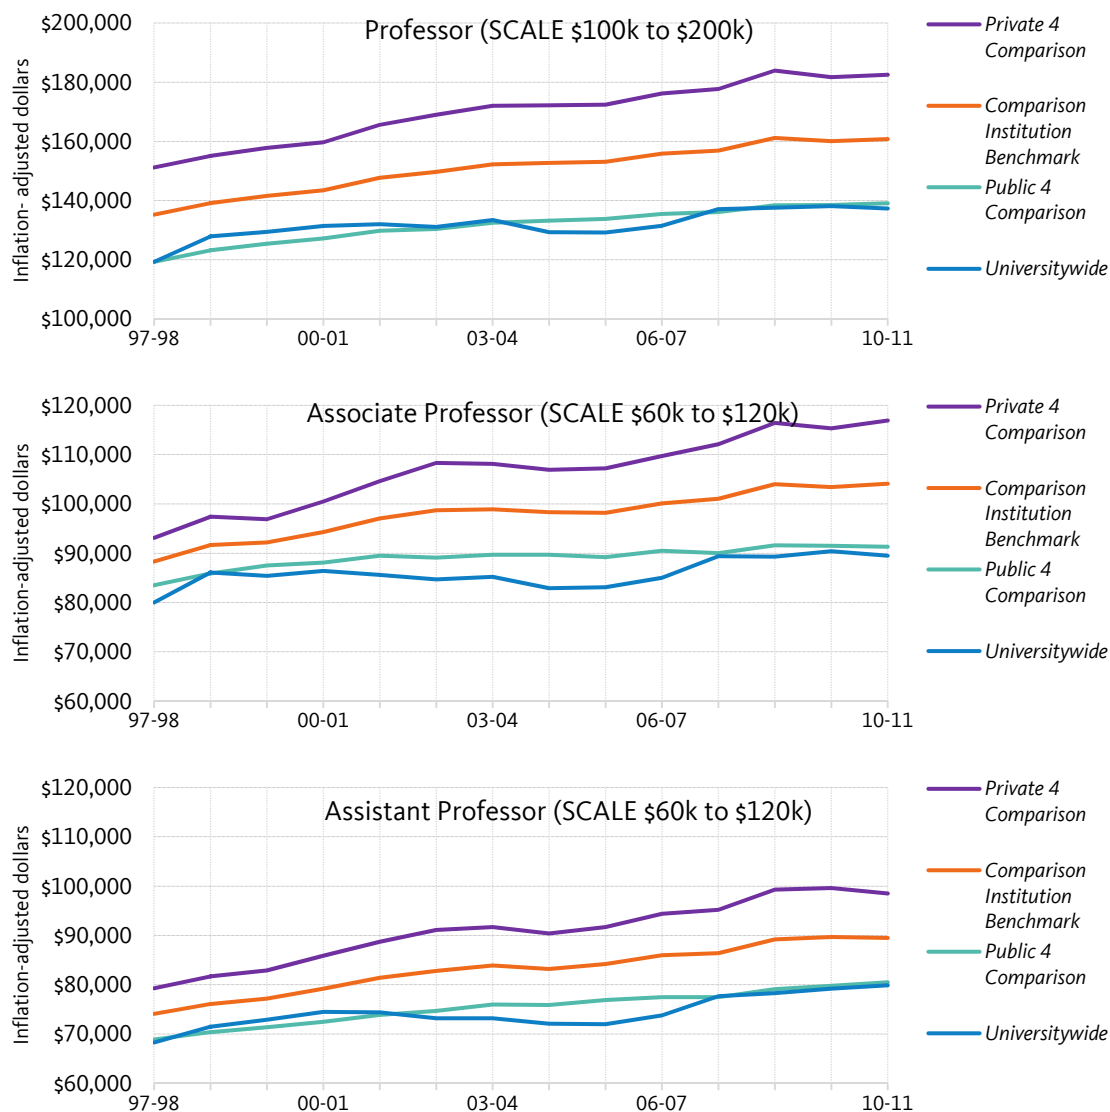 Professor (SCALE $100k to $200k)
Inflation- adjusted dollars
$200,000
$180,000
$160,000
$140,000
$120,000
$100,000
97-98 00-01 03-04 06-07 10-11
Private 4
Comparison
Comparison
Institution
Benchmark
Public 4
Comparison
Universitywide
Associate Professor (SCALE $60k to $120k)
Inflation-adjusted dollars
$120,000
$110,000
$100,000
$90,000
$80,000
$70,000
$60,000
97-98 00-01 03-04 06-07 10-11
Private 4
Comparison
Comparison
Institution
Benchmark
Public 4
Comparison
Universitywide
Assistant Professor (SCALE $60k to $120k)
Inflation-adjusted dollars
$120,000
$110,000
$100,000
$90,000
$80,000
$70,000
$60,000
97-98 00-01 03-04 06-07 10-11
Private 4
Comparison
Comparison
Institution
Benchmark
Public 4
Comparison
Universitywide